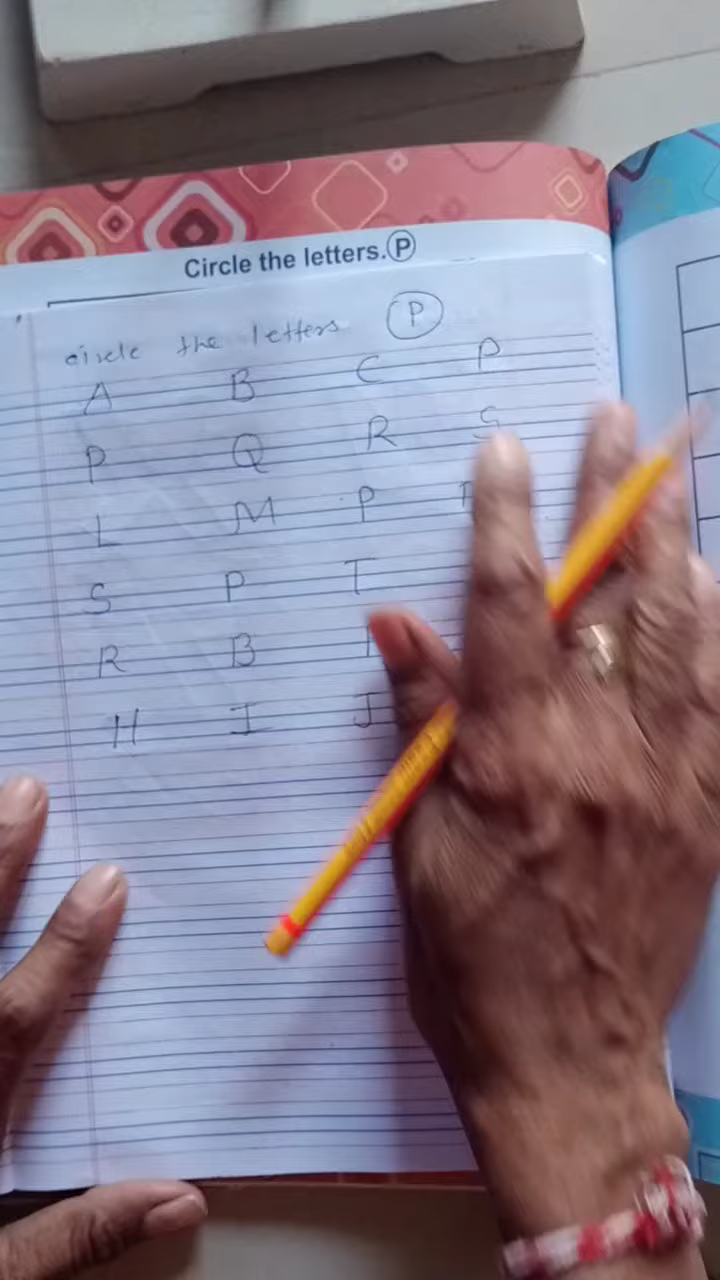 Circle the letters. P
circle the letters P
A B C P
P Q R S
L M P
S P T
R B
H I J